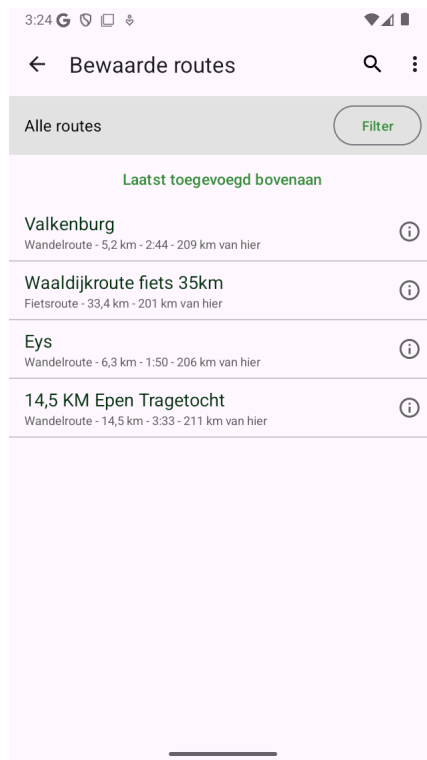 3:24
Bewaarde routes
Alle routes
Filter
Laatst toegevoegd bovenaan
Valkenburg
Wandelroute - 5,2 km - 2:44 - 209 km van hier
Waaldijkroute fiets 35km
Fietsroute - 33,4 km - 201 km van hier
Eys
Wandelroute - 6,3 km - 1:50 - 206 km van hier
14,5 KM Epen Tragetocht
Wandelroute - 14,5 km - 3:33 - 211 km van hier